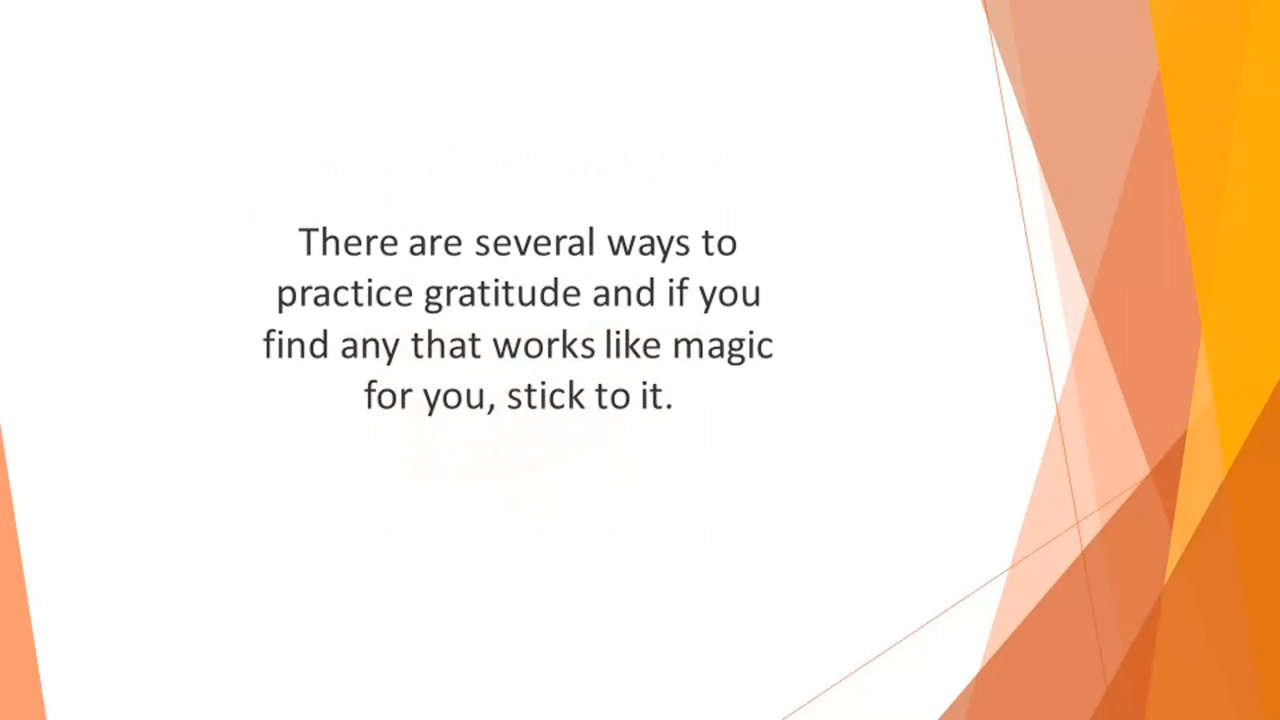 There are several ways to
practice gratitude and if you
find any that works like magic
for you, stick to it.